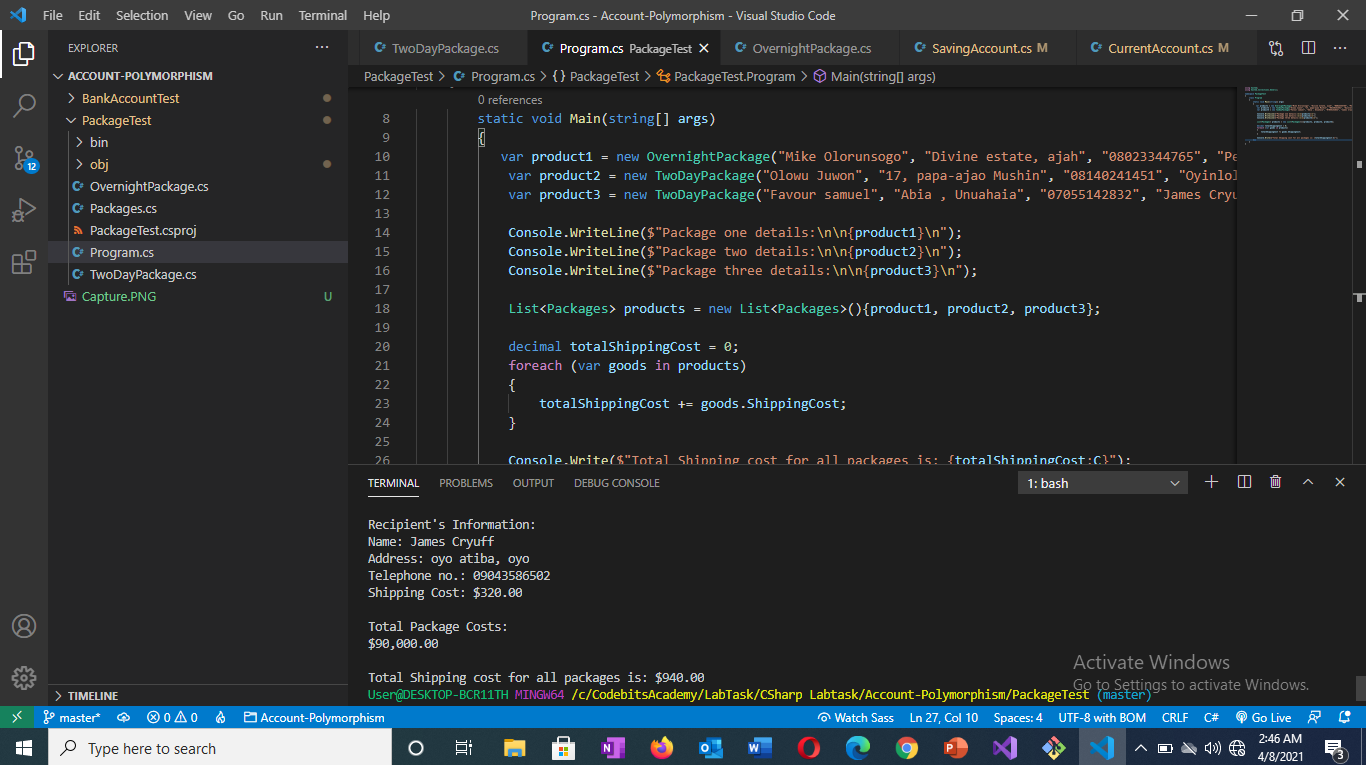 File Edit Selection View Go Run Terminal Help
Program.cs - Account-Polymorphism - Visual Studio Code
EXPLORER
ACCOUNT-POLYMORPHISM
BankAccountTest
PackageTest
bin
obj
OvernightPackage.cs
Packages.cs
PackageTest.csproj
Program.cs
TwoDayPackage.cs
Capture.PNG U
TIMELINE
12
TwoDayPackage.cs
Program.cs PackageTest
OvernightPackage.cs
SavingAccount.cs M
CurrentAccount.cs M
PackageTest > Program.cs > {} PackageTest > PackageTest.Program > Main(string[] args)
0 references
8 static void Main(string[] args)
9 {
10 var product1 = new OvernightPackage("Mike Olorunsogo", "Divine estate, ajah", "08023344765", "Pe
11 var product2 = new TwoDayPackage("Olowu Juwon", "17, papa-ajao Mushin", "08140241451", "Oyinlol
12 var product3 = new TwoDayPackage("Favour samuel", "Abia , Unuahaia", "07055142832", "James Cryu
13
14 Console.WriteLine($"Package one details:\n\n{product1}\n");
15 Console.WriteLine($"Package two details:\n\n{product2}\n");
16 Console.WriteLine($"Package three details:\n\n{product3}\n");
17
18 List<Packages> products = new List<Packages>(){product1, product2, product3};
19
20 decimal totalShippingCost = 0;
21 foreach (var goods in products)
22 {
23 totalShippingCost += goods.ShippingCost;
24 }
25
26 Console.Write($"Total Shipping cost for all packages is: {totalShippingCost:C}");
TERMINAL PROBLEMS OUTPUT DEBUG CONSOLE
1: bash
Recipient's Information:
Name: James Cryuff
Address: oyo atiba, oyo
Telephone no.: 09043586502
Shipping Cost: $320.00
Total Package Costs:
$90,000.00
Total Shipping cost for all packages is: $940.00
User@DESKTOP-BCR11TH MINGW64 /c/CodebitsAcademy/LabTask/CSharp Labtask/Account-Polymorphism/PackageTest (master)
Activate Windows
Go to Settings to activate Windows.
master* 0 0 Account-Polymorphism
Watch Sass Ln 27, Col 10 Spaces: 4 UTF-8 with BOM CRLF C# Go Live
Type here to search
2:46 AM
4/8/2021
3